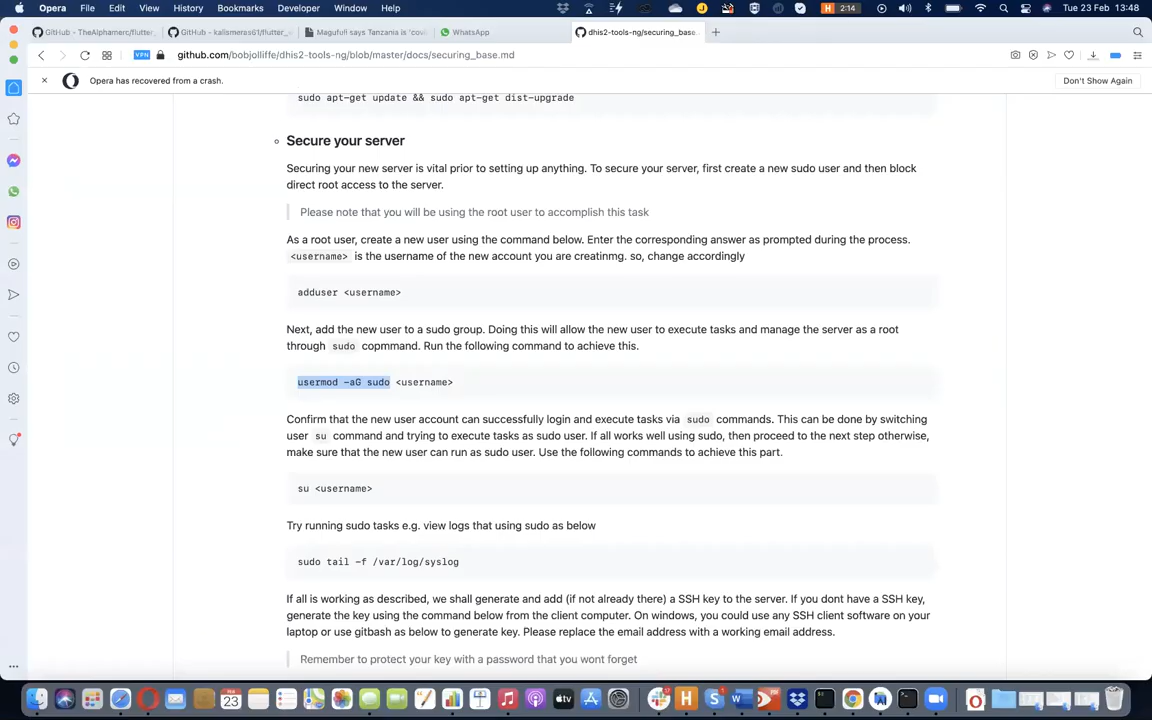 Opera File Edit View History Bookmarks Developer Window Help 2:14 Tue 23 Feb 13:48
GitHub - TheAlphamerc/flutter_ GitHub - kalismeras61/flutter_ Magufuli says Tanzania is 'covi WhatsApp dhis2-tools-ng/securing_base.
VPN github.com/bobjolliffe/dhis2-tools-ng/blob/master/docs/securing_base.md
Opera has recovered from a crash. Don't Show Again
sudo apt-get update && sudo apt-get dist-upgrade
Secure your server
Securing your new server is vital prior to setting up anything. To secure your server, first create a new sudo user and then block
direct root access to the server.
Please note that you will be using the root user to accomplish this task
As a root user, create a new user using the command below. Enter the corresponding answer as prompted during the process.
<username> is the username of the new account you are creatinmg. so, change accordingly
adduser <username>
Next, add the new user to a sudo group. Doing this will allow the new user to execute tasks and manage the server as a root
through sudo copmmand. Run the following command to achieve this.
usermod -aG sudo <username>
Confirm that the new user account can successfully login and execute tasks via sudo commands. This can be done by switching
user su command and trying to execute tasks as sudo user. If all works well using sudo, then proceed to the next step otherwise,
make sure that the new user can run as sudo user. Use the following commands to achieve this part.
su <username>
Try running sudo tasks e.g. view logs that using sudo as below
sudo tail -f /var/log/syslog
If all is working as described, we shall generate and add (if not already there) a SSH key to the server. If you dont have a SSH key,
generate the key using the command below from the client computer. On windows, you could use any SSH client software on your
laptop or use gitbash as below to generate key. Please replace the email address with a working email address.
Remember to protect your key with a password that you wont forget